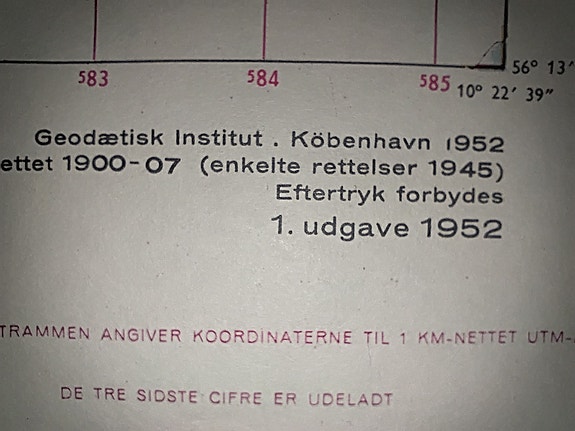 56° 13'
583 584 585 10° 22' 39"
Geodætisk Institut . Köbenhavn 1952
ettet 1900-07 (enkelte rettelser 1945)
Eftertryk forbydes
1. udgave 1952
TRAMMEN ANGIVER KOORDINATERNE TIL 1 KM-NETTET UTM-
DE TRE SIDSTE CIFRE ER UDELADT